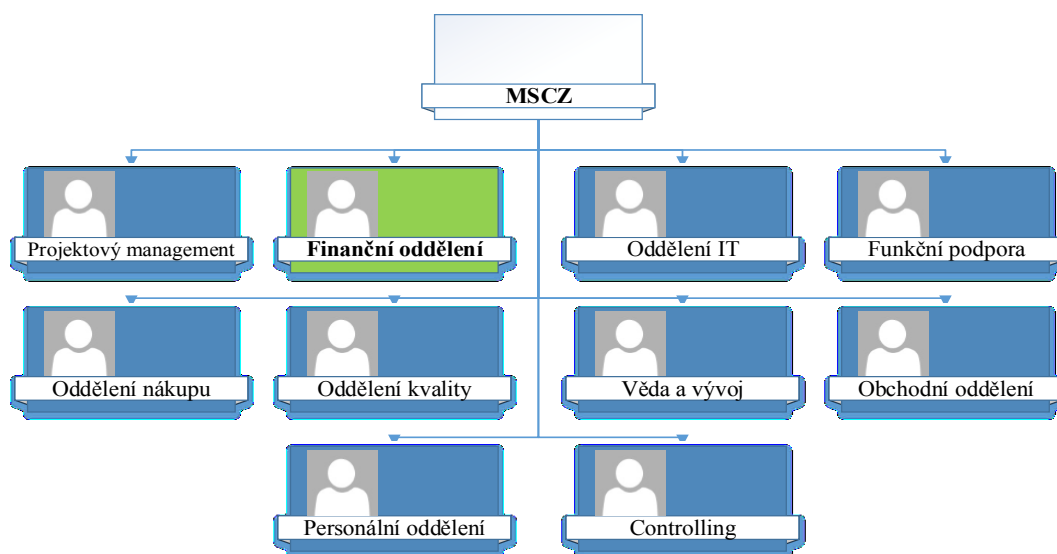 MSCZ
Projektový management
Finanční oddělení
Oddělení IT
Funkční podpora
Oddělení nákupu
Oddělení kvality
Věda a vývoj
Obchodní oddělení
Personální oddělení
Controlling